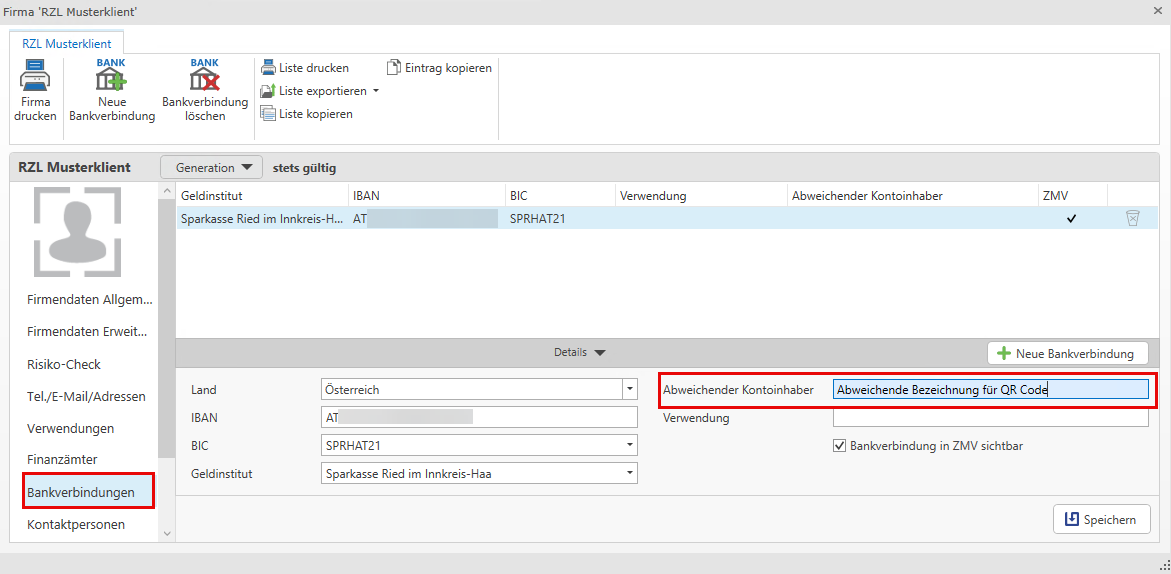 Firma 'RZL Musterklient'
RZL Musterklient
Firma drucken
BANK
Neue Bankverbindung
BANK
Bankverbindung löschen
Liste drucken
Liste exportieren
Liste kopieren
Eintrag kopieren
RZL Musterklient
Generation
stets gültig
Firmendaten Allgem...
Firmendaten Erweit...
Risiko-Check
Tel./E-Mail/Adressen
Verwendungen
Finanzämter
Bankverbindungen
Kontaktpersonen
Geldinstitut IBAN BIC Verwendung Abweichender Kontoinhaber ZMV
Sparkasse Ried im Innkreis-H... AT SPRHAT21
Details
Neue Bankverbindung
Land Österreich
IBAN AT
BIC SPRHAT21
Geldinstitut Sparkasse Ried im Innkreis-Haa
Abweichender Kontoinhaber Abweichende Bezeichnung für QR Code
Verwendung
Bankverbindung in ZMV sichtbar
Speichern